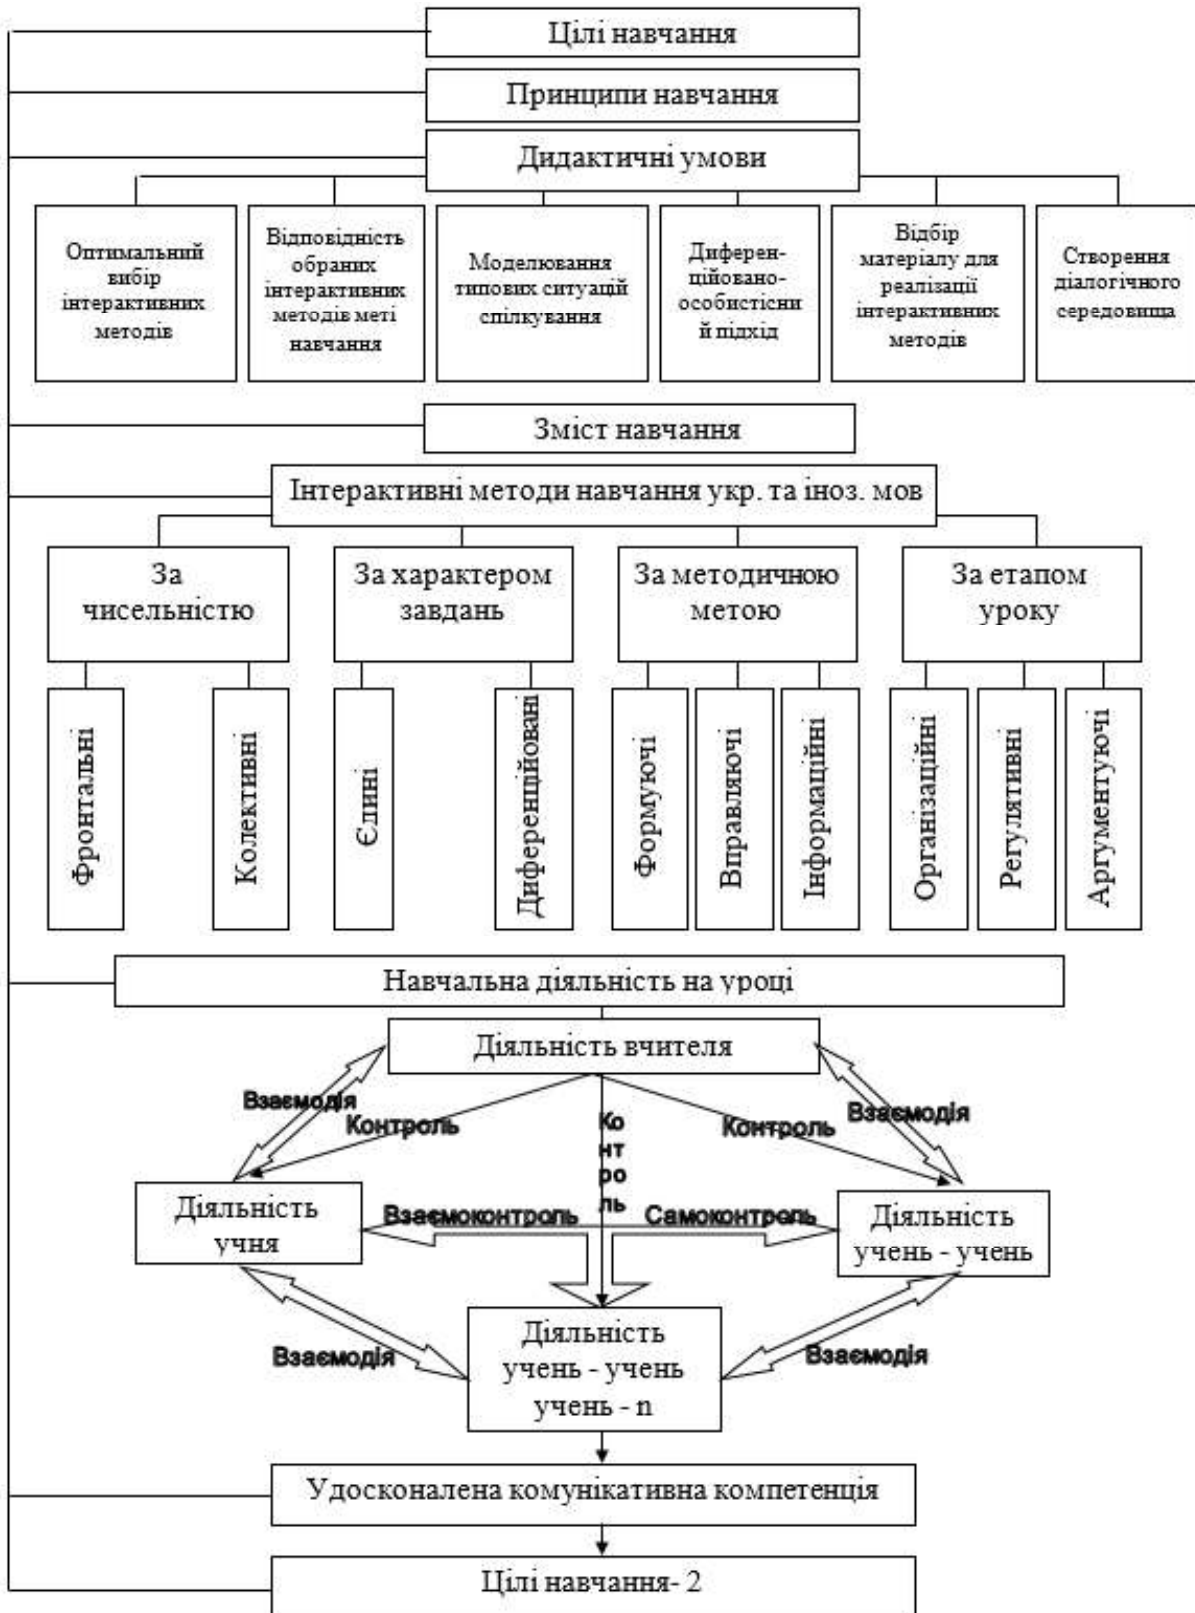 Цілі навчання
Принципи навчання
Дидактичні умови
Оптимальний
вибір
інтерактивних
методів
Відповідність
обраних
інтерактивних
методів меті
навчання
Моделювання
типових ситуацій
спілкування
Диферен-
ційовано-
особистісни
й підхід
Відбір
матеріалу для
реалізації
інтерактивних
методів
Створення
діалогічного
середовища
Зміст навчання
Інтерактивні методи навчання укр. та іноз. мов
За
чисельністю
За характером
завдань
За методичною
метою
За етапом
уроку
Фронтальні
Колективні
Єдині
Диференційовані
Формуючі
Вправляючі
Інформаційні
Організаційні
Регулятивні
Аргументуючі
Навчальна діяльність на уроці
Діяльність вчителя
Взаємодія
Контроль
Ко
нт
ро
ль
Контроль
Взаємодія
Діяльність
учня
Взаємоконтроль
Самоконтроль
Діяльність
учень - учень
Взаємодія
Діяльність
учень - учень
учень - n
Взаємодія
Удосконалена комунікативна компетенція
Цілі навчання- 2